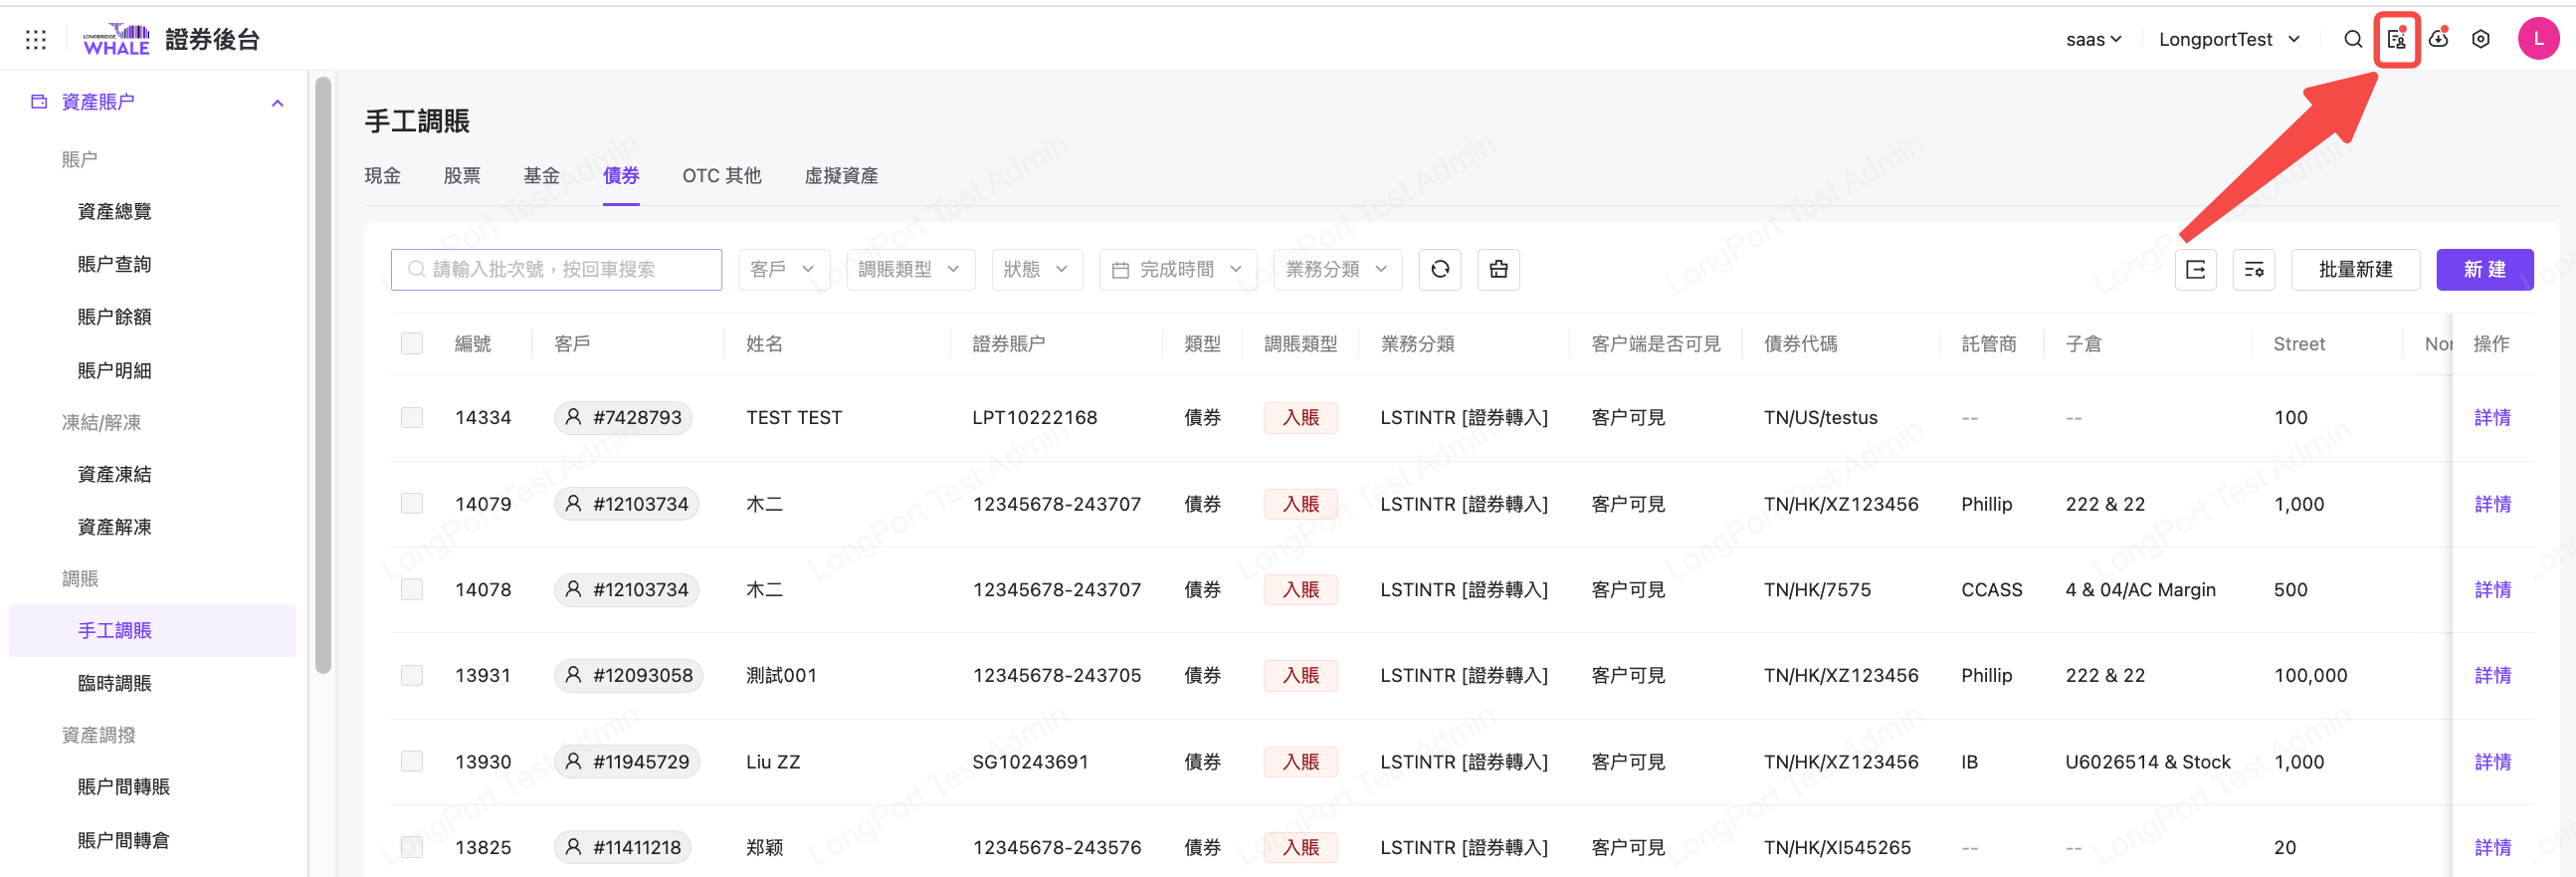 LONGBRIDGE
WHALE
證券後台
saas
LongportTest
L
資產賬戶
賬戶
資產總覽
賬戶查詢
賬戶餘額
賬戶明細
凍結/解凍
資產凍結
資產解凍
調賬
手工調賬
臨時調賬
資產調撥
賬戶間轉賬
賬戶間轉倉
手工調賬
現金 股票 基金 債券 OTC 其他 虛擬資產
請輸入批次號，按回車搜索 客戶 調賬類型 狀態 完成時間 業務分類 批量新建 新 建
編號 客戶 姓名 證券賬戶 類型 調賬類型 業務分類 客户端是否可見 債券代碼 託管商 子倉 Street 操作
14334 #7428793 TEST TEST LPT10222168 債券 入賬 LSTINTR [證券轉入] 客户可見 TN/US/testus -- -- 100 詳情
14079 #12103734 木二 12345678-243707 債券 入賬 LSTINTR [證券轉入] 客户可見 TN/HK/XZ123456 Phillip 222 & 22 1,000 詳情
14078 #12103734 木二 12345678-243707 債券 入賬 LSTINTR [證券轉入] 客户可見 TN/HK/7575 CCASS 4 & 04/AC Margin 500 詳情
13931 #12093058 測試001 12345678-243705 債券 入賬 LSTINTR [證券轉入] 客户可見 TN/HK/XZ123456 Phillip 222 & 22 100,000 詳情
13930 #11945729 Liu ZZ SG10243691 債券 入賬 LSTINTR [證券轉入] 客户可見 TN/HK/XZ123456 IB U6026514 & Stock 1,000 詳情
13825 #11411218 郑颖 12345678-243576 債券 入賬 LSTINTR [證券轉入] 客户可見 TN/HK/XI545265 -- -- 20 詳情
LongPort Test Admin